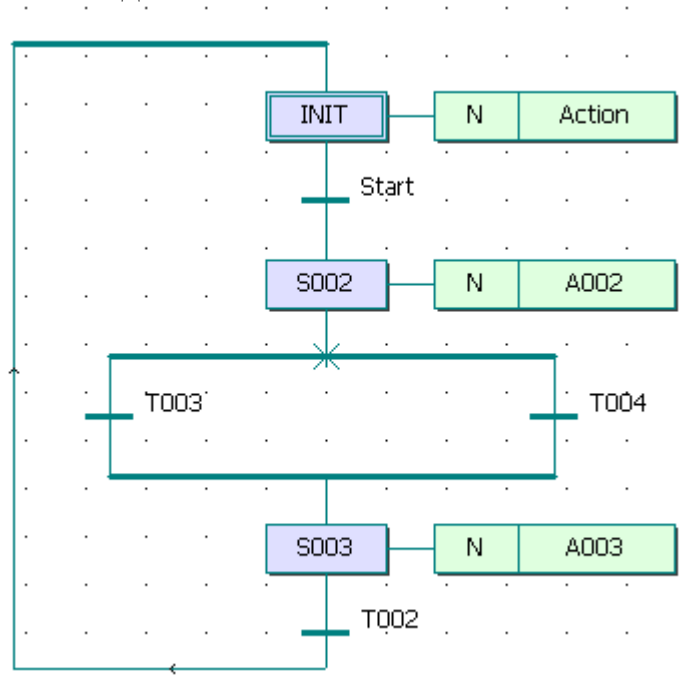 INIT N Action
Start
S002 N A002
T003 T004
S003 N A003
T002